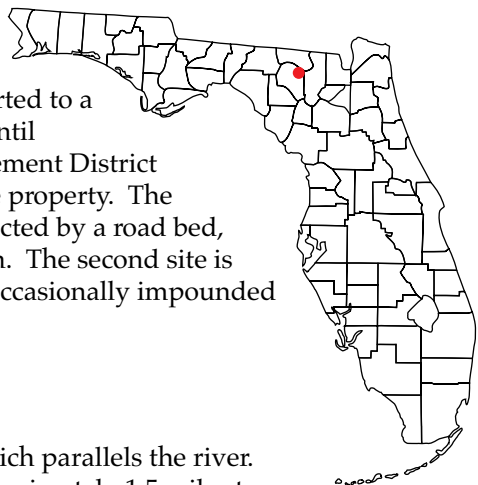 rted to a
ntil
ement District
property. The
cted by a road bed,
n. The second site is
occasionally impounded
ich parallels the river.